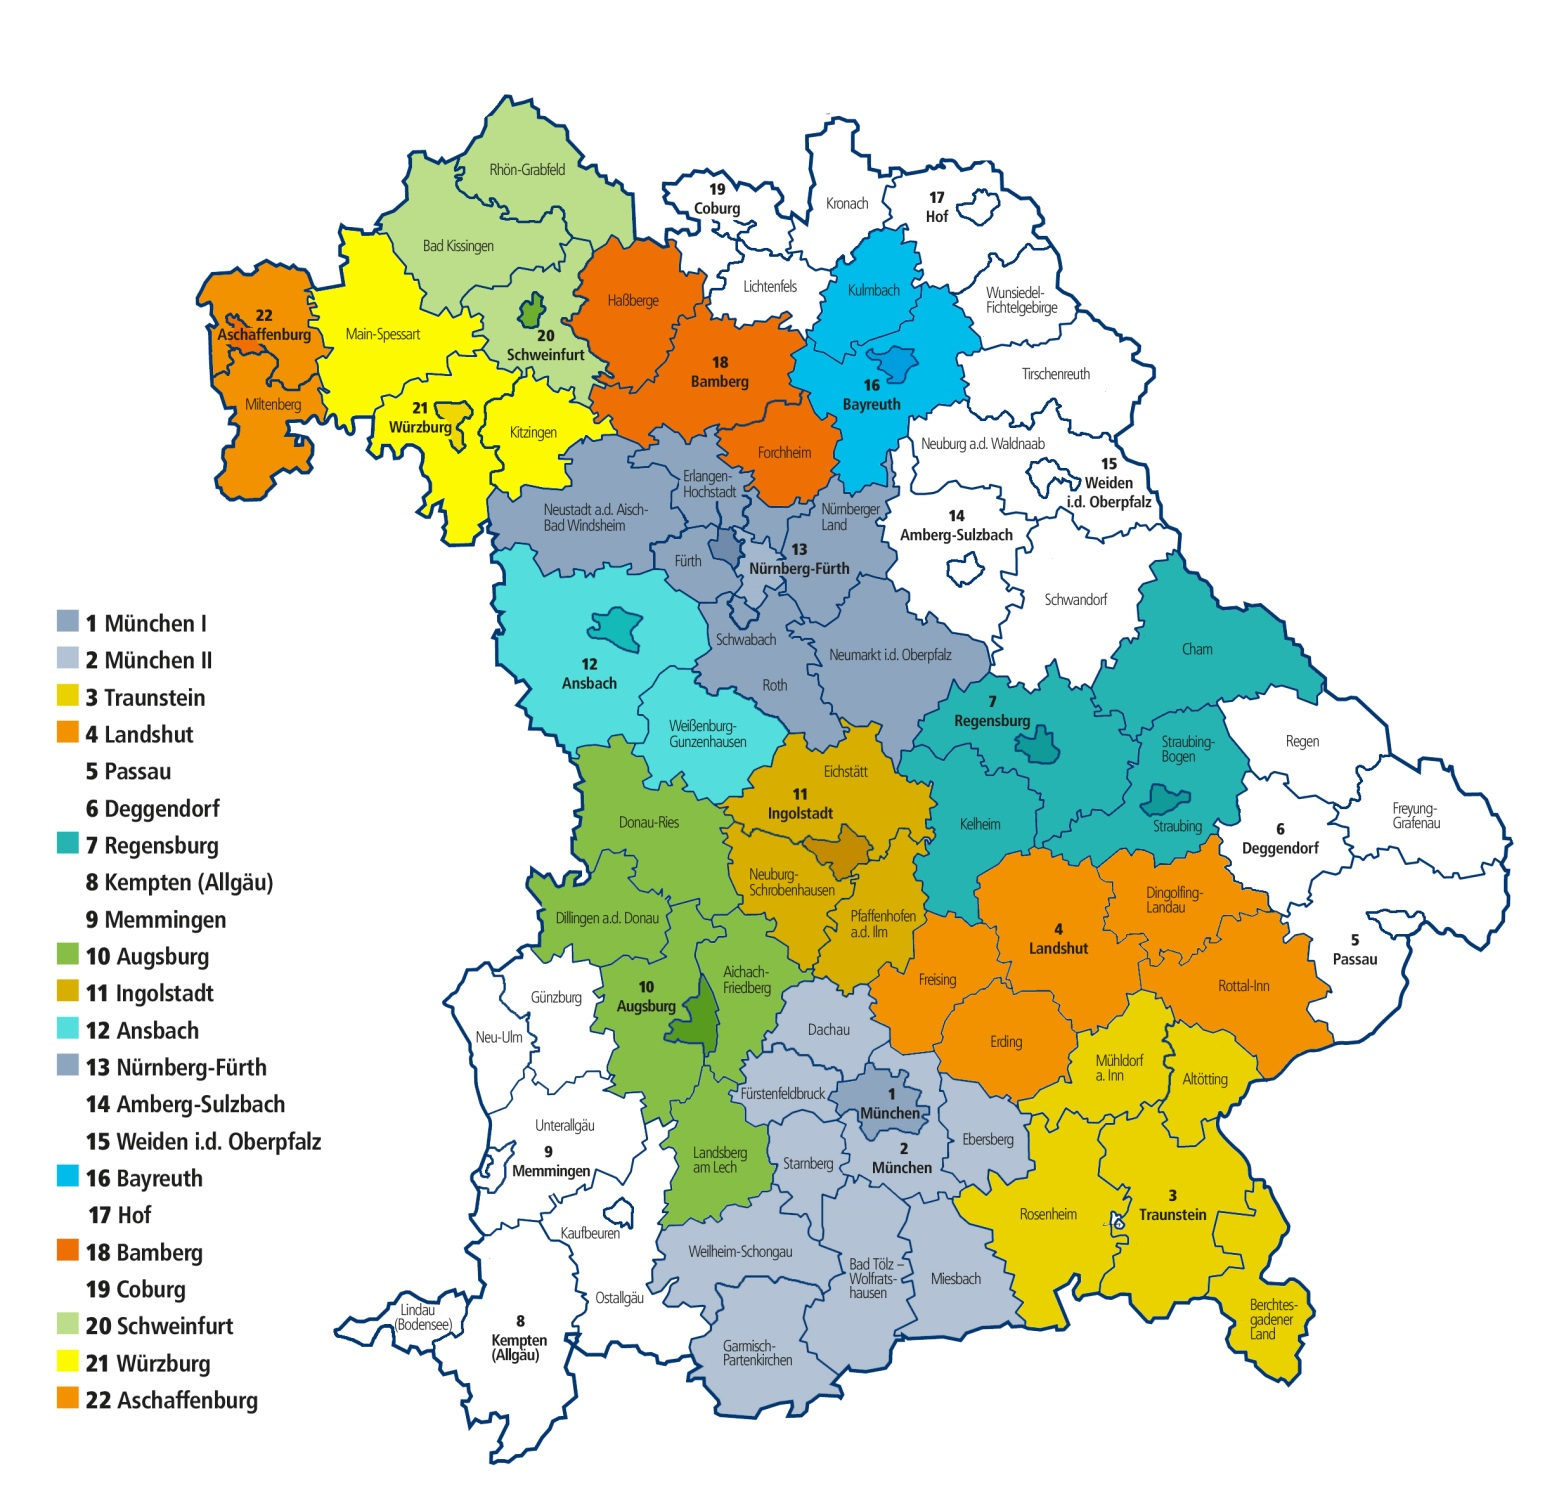 Rhön-Grabfeld
Bad Kissingen
19
Coburg
Kronach
17
Hof
Lichtenfels
Kulmbach
Wunsiedel-
Fichtelgebirge
Haßberge
22
Aschaffenburg
Main-Spessart
20
Schweinfurt
18
Bamberg
16
Bayreuth
Tirschenreuth
Miltenberg
21
Würzburg
Kitzingen
Forchheim
Neuburg a.d. Waldnaab
15
Weiden
i.d. Oberpfalz
Erlangen-
Hochstadt
Neustadt a.d. Aisch-
Bad Windsheim
Nürnberger
Land
14
Amberg-Sulzbach
Fürth
13
Nürnberg-Fürth
Schwandorf
Schwabach
Neumarkt i.d. Oberpfalz
Cham
12
Ansbach
Roth
7
Regensburg
Weißenburg-
Gunzenhausen
Straubing-
Bogen
Regen
Eichstätt
11
Ingolstadt
Donau-Ries
Kelheim
Straubing
6
Deggendorf
Freyung-
Grafenau
Neuburg-
Schrobenhausen
Dingolfing-
Landau
Dillingen a.d. Donau
Pfaffenhofen
a.d. Ilm
4
Landshut
5
Passau
Aichach-
Friedberg
Freising
Rottal-Inn
Günzburg
10
Augsburg
Neu-Ulm
Dachau
Erding
Mühldorf
a. Inn
Altötting
Fürstenfeldbruck
1
München
Unterallgäu
Ebersberg
9
Memmingen
Landsberg
am Lech
Starnberg
2
München
Rosenheim
3
Traunstein
Kaufbeuren
Weilheim-Schongau
Bad Tölz –
Wolfrats-
hausen
Miesbach
Ostallgäu
Lindau
(Bodensee)
8
Kempten
(Allgäu)
Garmisch-
Partenkirchen
Berchtes-
gadener
Land
1 München I
2 München II
3 Traunstein
4 Landshut
5 Passau
6 Deggendorf
7 Regensburg
8 Kempten (Allgäu)
9 Memmingen
10 Augsburg
11 Ingolstadt
12 Ansbach
13 Nürnberg-Fürth
14 Amberg-Sulzbach
15 Weiden i.d. Oberpfalz
16 Bayreuth
17 Hof
18 Bamberg
19 Coburg
20 Schweinfurt
21 Würzburg
22 Aschaffenburg